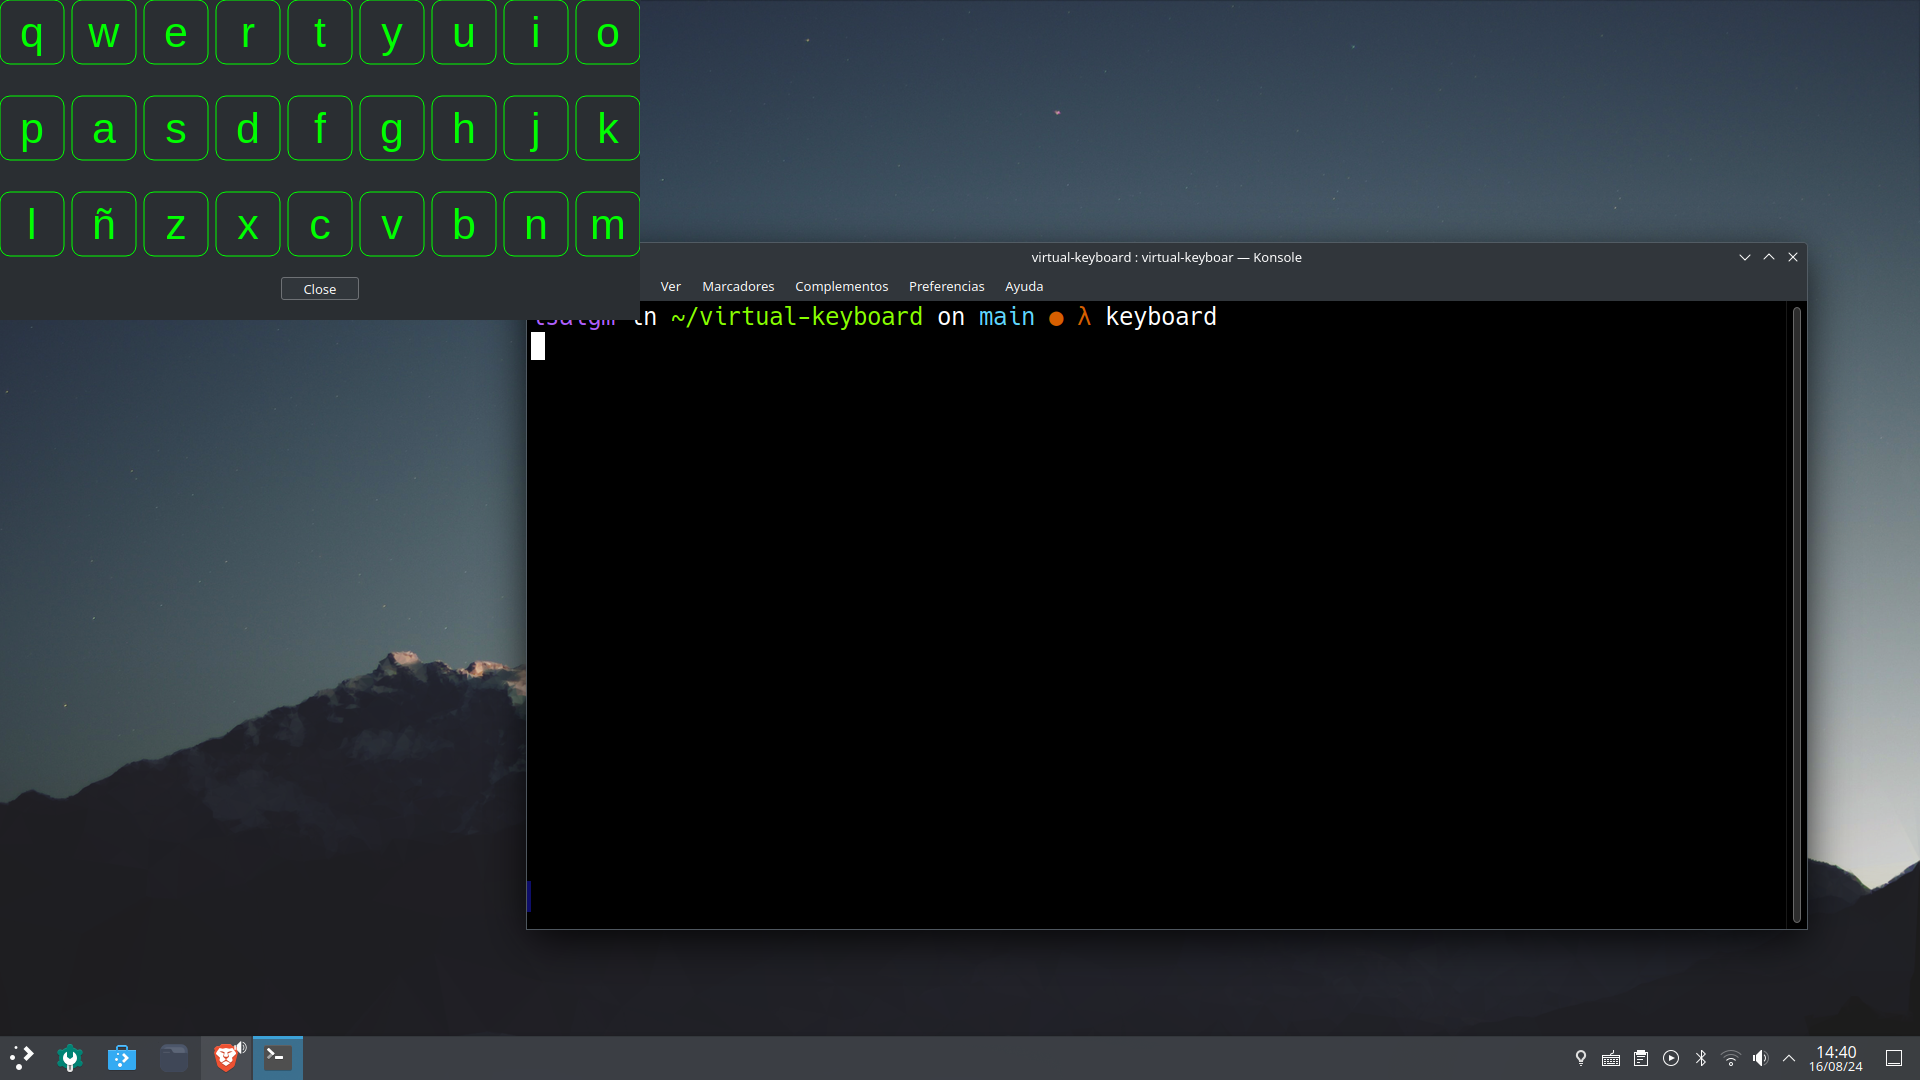 q w e r t y u i o
p a s d f g h j k
l ñ z x c v b n m
Close
virtual-keyboard : virtual-keyboar — Konsole
Ver Marcadores Complementos Preferencias Ayuda
in ~/virtual-keyboard on main ● λ keyboard
14:40
16/08/24